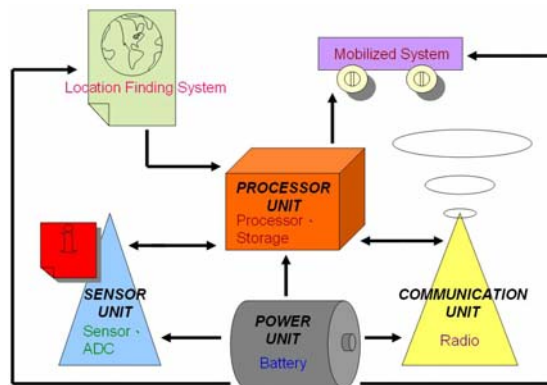 Location Finding System
Mobilized System
PROCESSOR
UNIT
Processor、
Storage
i
SENSOR
UNIT
Sensor、
ADC
POWER
UNIT
Battery
COMMUNICATION
UNIT
Radio